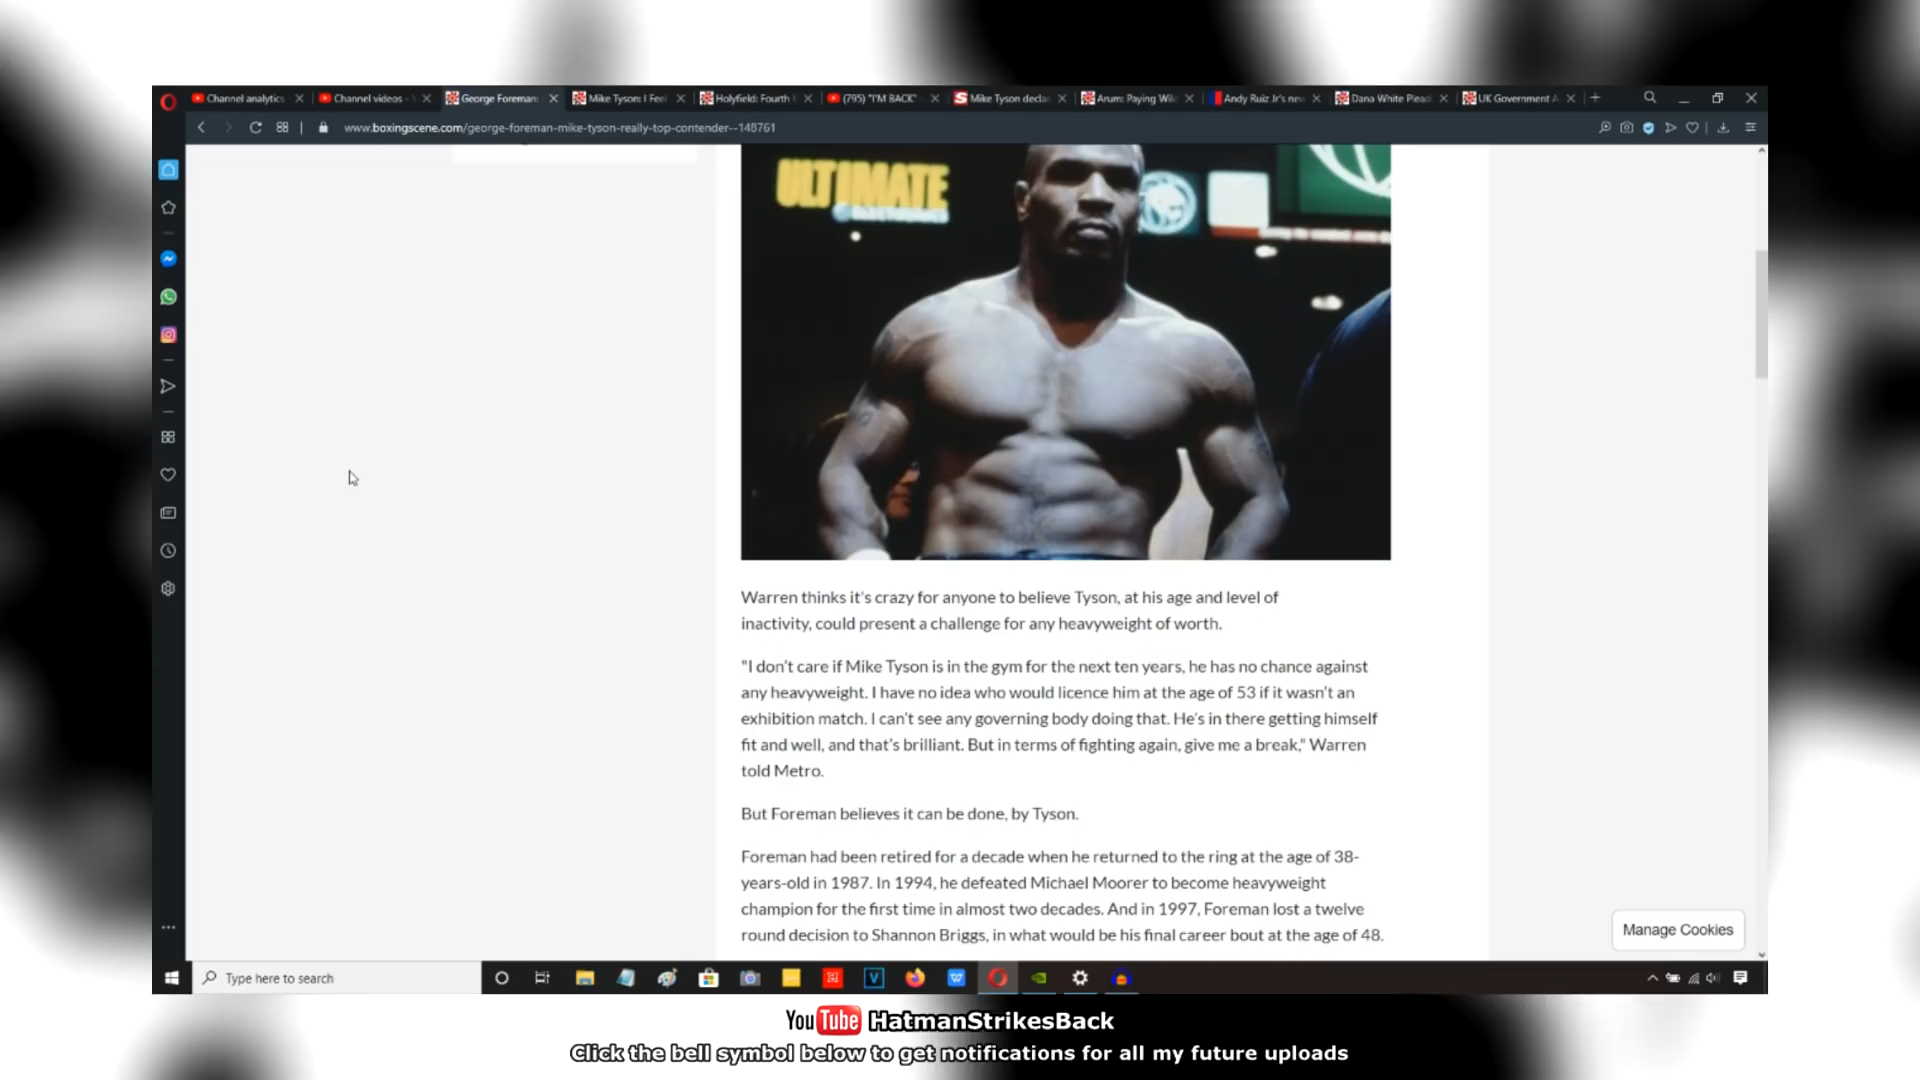 Channel analytics
Channel videos -
George Foreman:
Mike Tyson: I Feel
Holyfield: Fourth
(795) "I'M BACK"
Mike Tyson declar
Arum: Paying Wil
Andy Ruiz Jr's nev
Dana White Plead
UK Government A
www.boxingscene.com/george-foreman-mike-tyson-really-top-contender--148761
ULTIMATE
ELECTRONICS
Warren thinks it's crazy for anyone to believe Tyson, at his age and level of
inactivity, could present a challenge for any heavyweight of worth.
"I don't care if Mike Tyson is in the gym for the next ten years, he has no chance against
any heavyweight. I have no idea who would licence him at the age of 53 if it wasn't an
exhibition match. I can't see any governing body doing that. He's in there getting himself
fit and well, and that's brilliant. But in terms of fighting again, give me a break," Warren
told Metro.
But Foreman believes it can be done, by Tyson.
Foreman had been retired for a decade when he returned to the ring at the age of 38-
years-old in 1987. In 1994, he defeated Michael Moorer to become heavyweight
champion for the first time in almost two decades. And in 1997, Foreman lost a twelve
round decision to Shannon Briggs, in what would be his final career bout at the age of 48.
Manage Cookies
Type here to search
YouTube HatmanStrikesBack
Click the bell symbol below to get notifications for all my future uploads